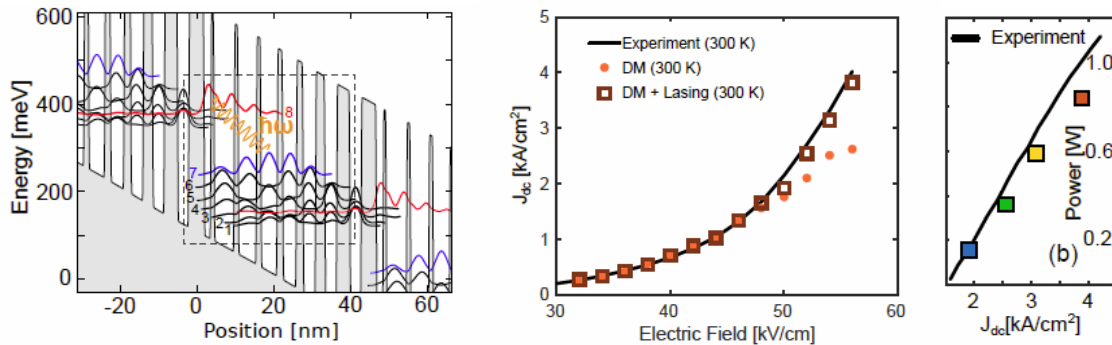 Energy [meV]
600
400
200
0
8
ħω
7
6
5
4
3
2
1
-20
0
20
40
60
Position [nm]
J_dc [kA/cm²]
5
4
3
2
1
0
Experiment (300 K)
DM (300 K)
DM + Lasing (300 K)
30
40
50
60
Electric Field [kV/cm]
Experiment
1.0
0.6
0.2
Power [W]
(b)
2
3
4
J_dc[kA/cm²]